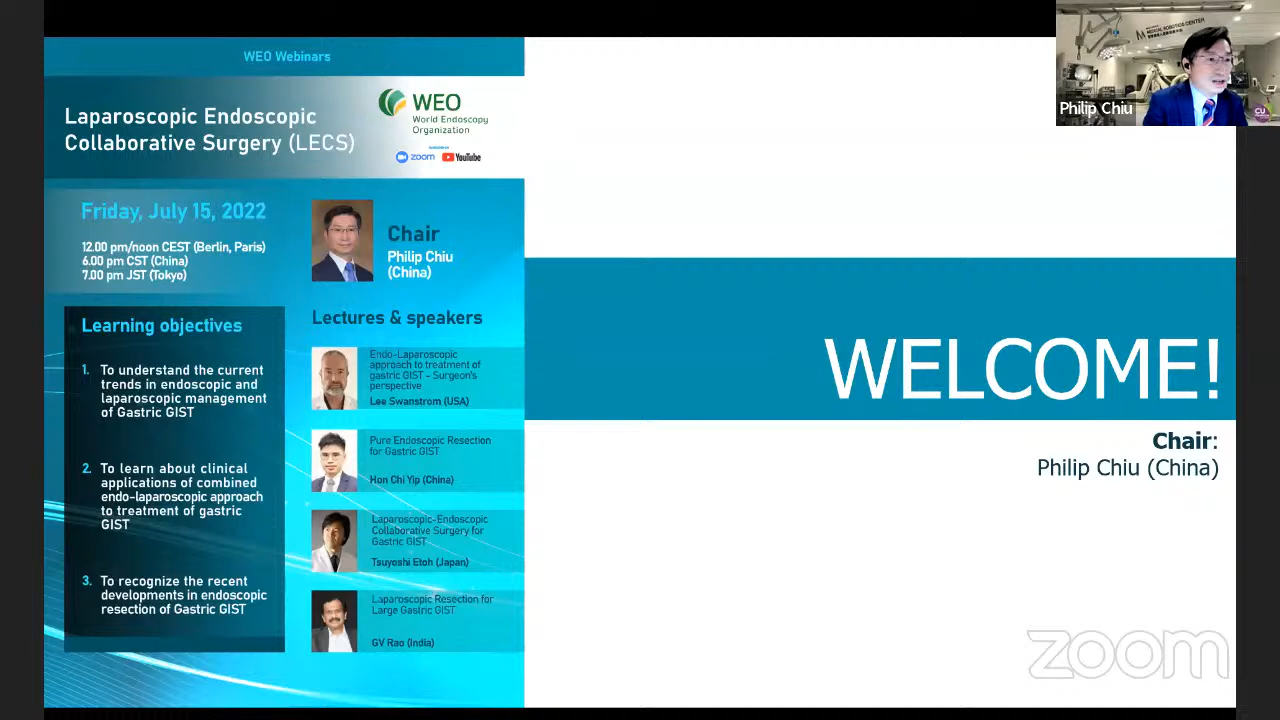 WEO Webinars
Laparoscopic Endoscopic
Collaborative Surgery (LECS)
WEO
World Endoscopy
Organization
zoom
YouTube
Friday, July 15, 2022
12.00 pm/noon CEST (Berlin, Paris)
6.00 pm CST (China)
7.00 pm JST (Tokyo)
Chair
Philip Chiu
(China)
Learning objectives
1. To understand the current
trends in endoscopic and
laparoscopic management
of Gastric GIST
2. To learn about clinical
applications of combined
endo-laparoscopic approach
to treatment of gastric
GIST
3. To recognize the recent
developments in endoscopic
resection of Gastric GIST
Lectures & speakers
Endo-Laparoscopic
approach to treatment of
gastric GIST - Surgeon's
perspective
Lee Swanstrom (USA)
Pure Endoscopic Resection
for Gastric GIST
Hon Chi Yip (China)
Laparoscopic-Endoscopic
Collaborative Surgery for
Gastric GIST
Tsuyoshi Etoh (Japan)
Laparoscopic Resection for
Large Gastric GIST
GV Rao (India)
WELCOME!
Chair:
Philip Chiu (China)
MEDICAL ROBOTICS CENTER
Philip Chiu
CU
zoom